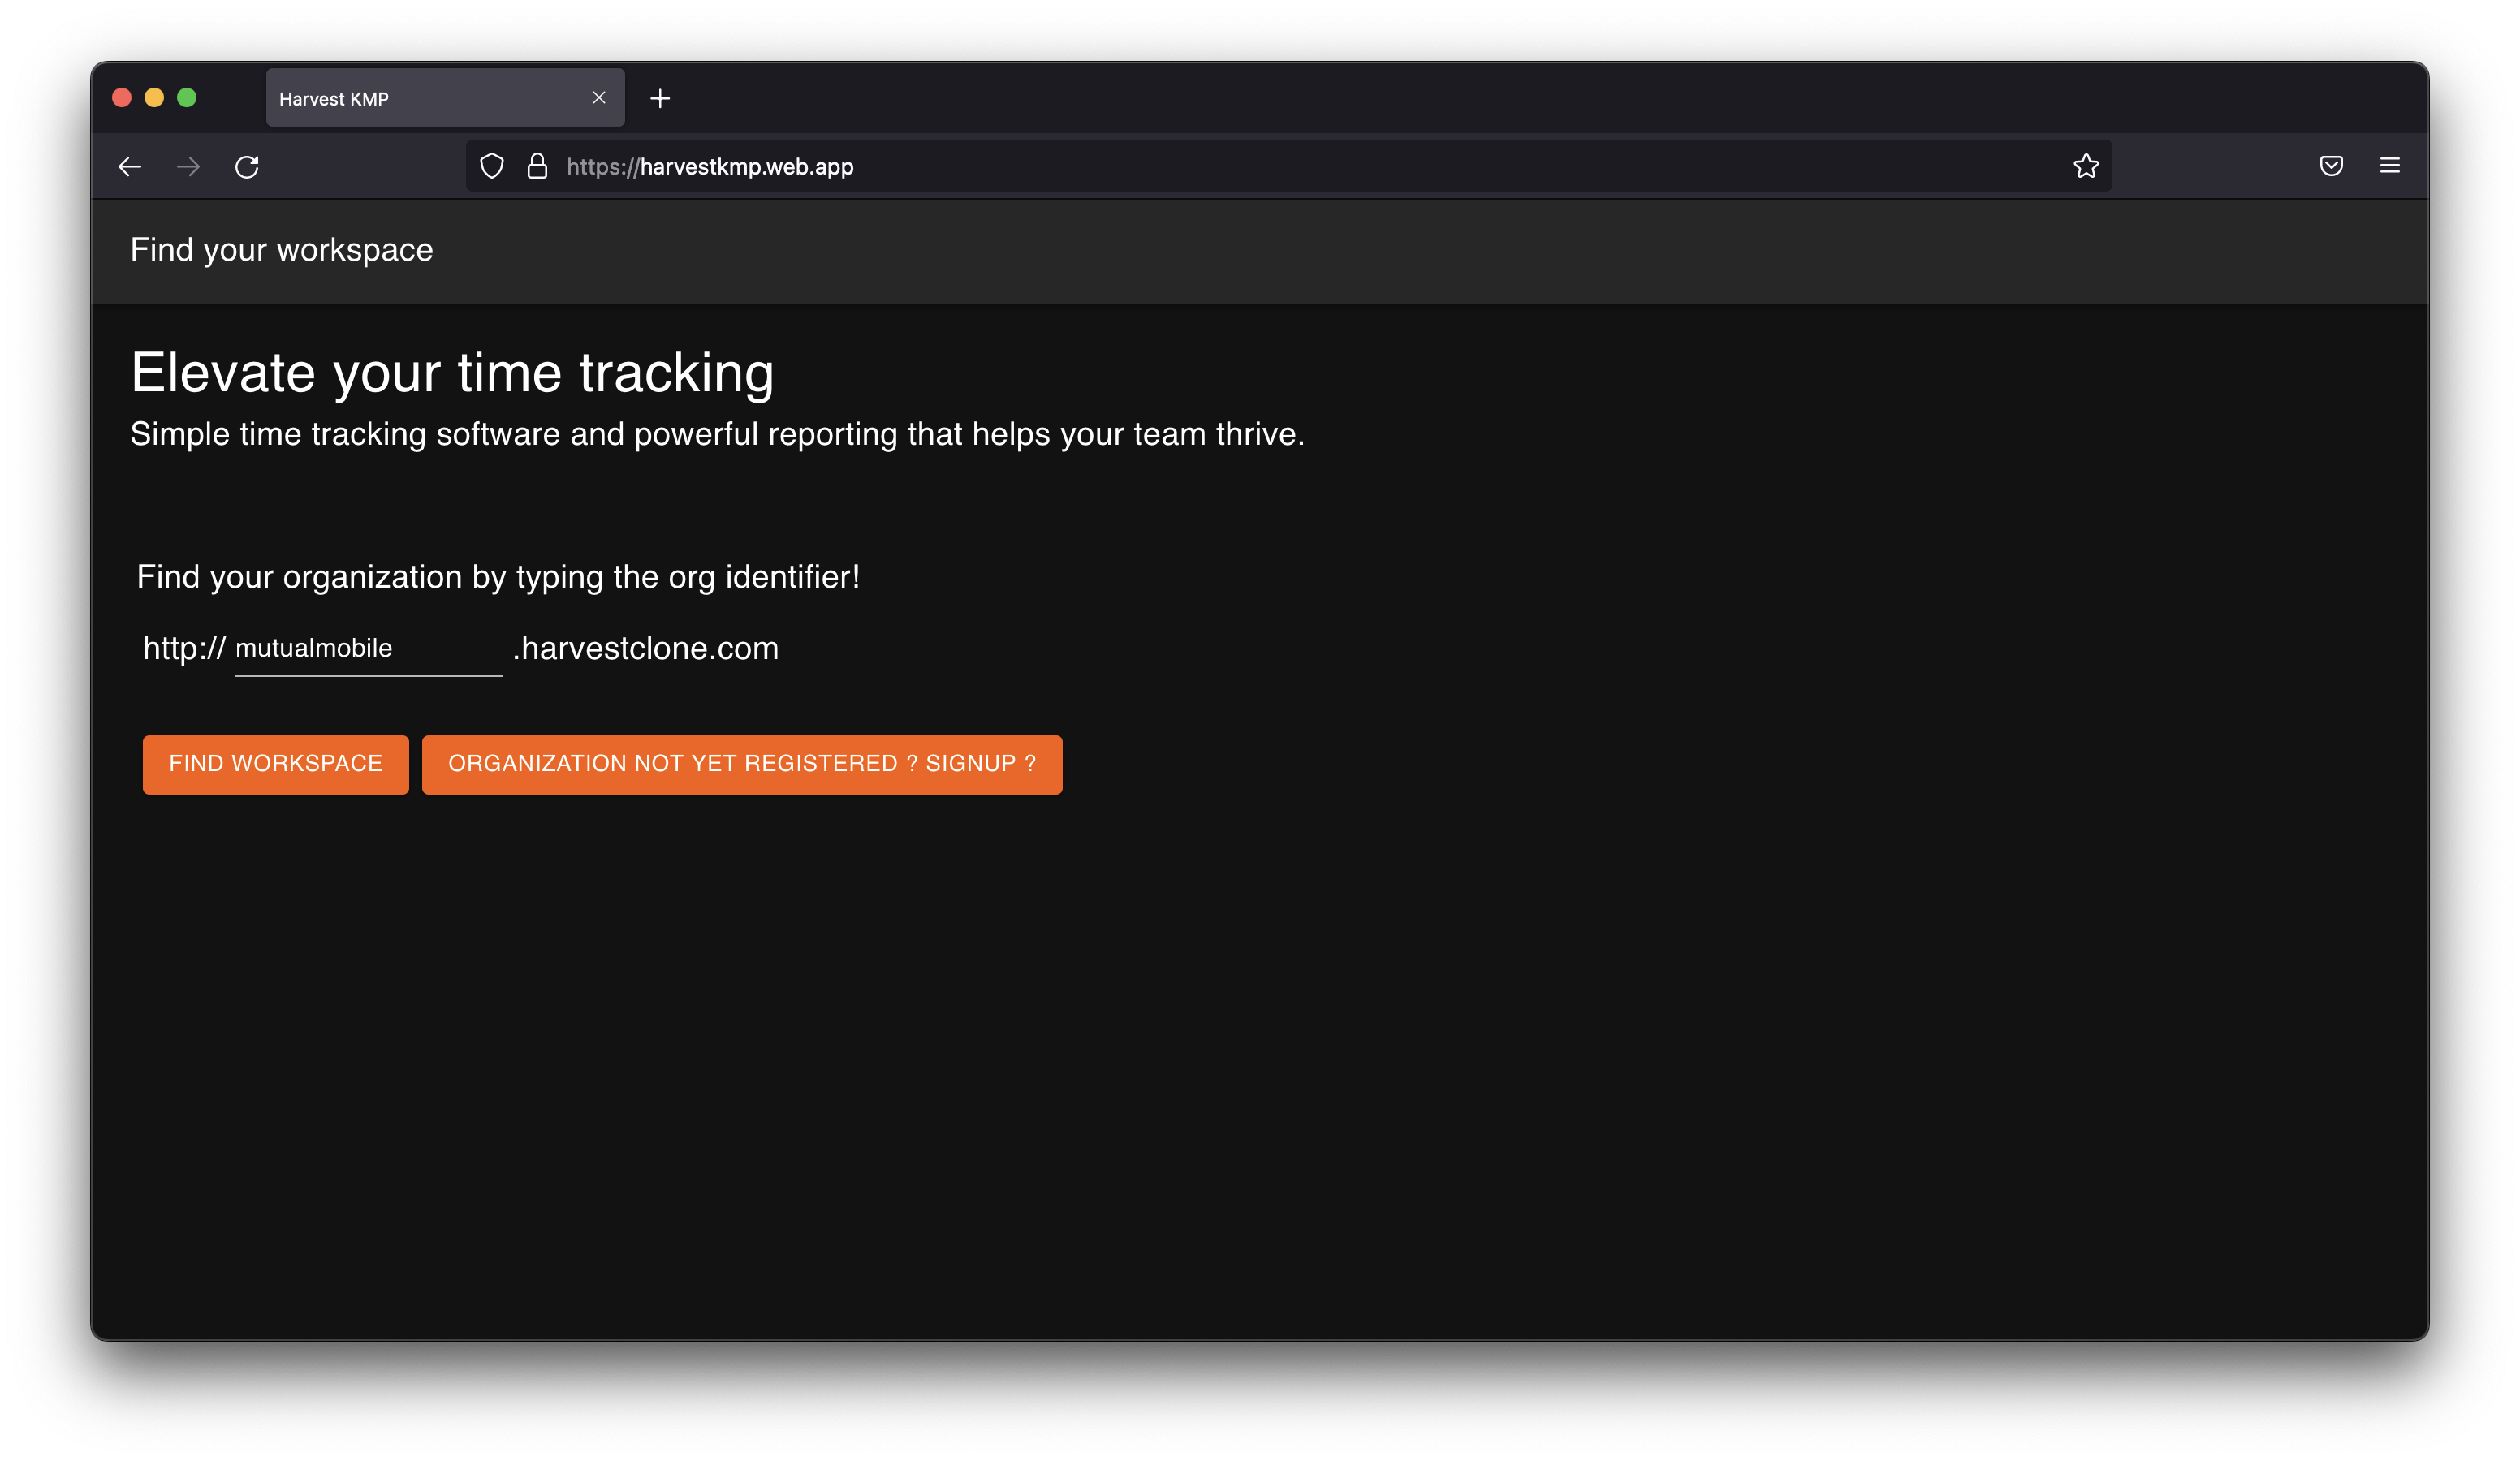 Harvest KMP
https://harvestkmp.web.app
Find your workspace
Elevate your time tracking
Simple time tracking software and powerful reporting that helps your team thrive.
Find your organization by typing the org identifier!
http:// mutualmobile .harvestclone.com
FIND WORKSPACE ORGANIZATION NOT YET REGISTERED ? SIGNUP ?